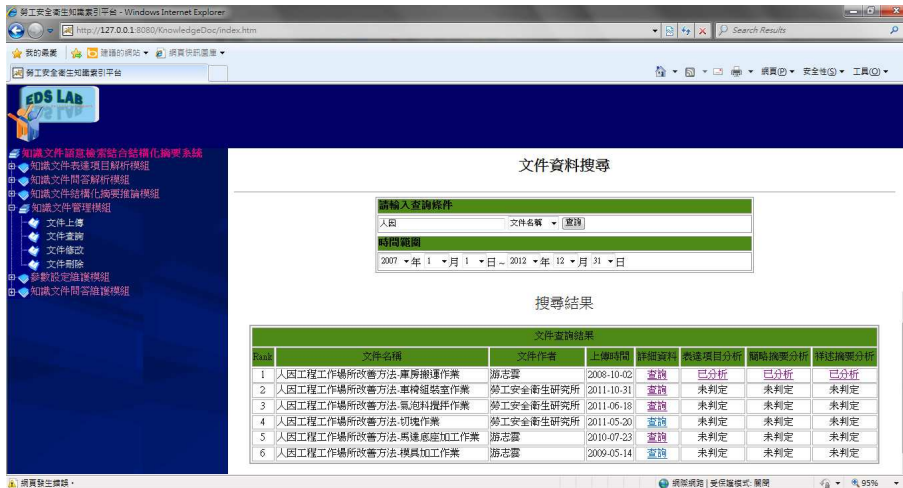 勞工安全衛生知識索引平台 - Windows Internet Explorer
http://127.0.0.1:8080/KnowledgeDoc/index.htm
Search Results
我的最愛 建議的網站 網頁快訊圖庫
勞工安全衛生知識索引平台
網頁(P) 安全性(S) 工具(O)
EDS LAB
知識文件語意檢索結合結構化摘要系統
知識文件表達項目解析模組
知識文件問答解析模組
知識文件結構化摘要推論模組
知識文件管理模組
文件上傳
文件查詢
文件修改
文件刪除
參數設定維護模組
知識文件問答維護模組
文件資料搜尋
請輸入查詢條件
人因 文件名稱 查詢
時間範圍
2007 年 1 月 1 日 ~ 2012 年 12 月 31 日
搜尋結果
文件查詢結果
Rank 文件名稱 文件作者 上傳時間 詳細資料 表達項目分析 簡略摘要分析 祥述摘要分析
1 人因工程工作場所改善方法-庫房搬運作業 游志雲 2008-10-02 查詢 已分析 已分析 已分析
2 人因工程工作場所改善方法-車椅組裝室作業 勞工安全衛生研究所 2011-10-31 查詢 未判定 未判定 未判定
3 人因工程工作場所改善方法-氣泡料攪拌作業 勞工安全衛生研究所 2011-06-18 查詢 未判定 未判定 未判定
4 人因工程工作場所改善方法-切塊作業 勞工安全衛生研究所 2011-05-20 查詢 未判定 未判定 未判定
5 人因工程工作場所改善方法-馬達底座加工作業 游志雲 2010-07-23 查詢 未判定 未判定 未判定
6 人因工程工作場所改善方法-模具加工作業 游志雲 2009-05-14 查詢 未判定 未判定 未判定
網頁發生錯誤。
網際網路 | 受保護模式: 關閉 95%